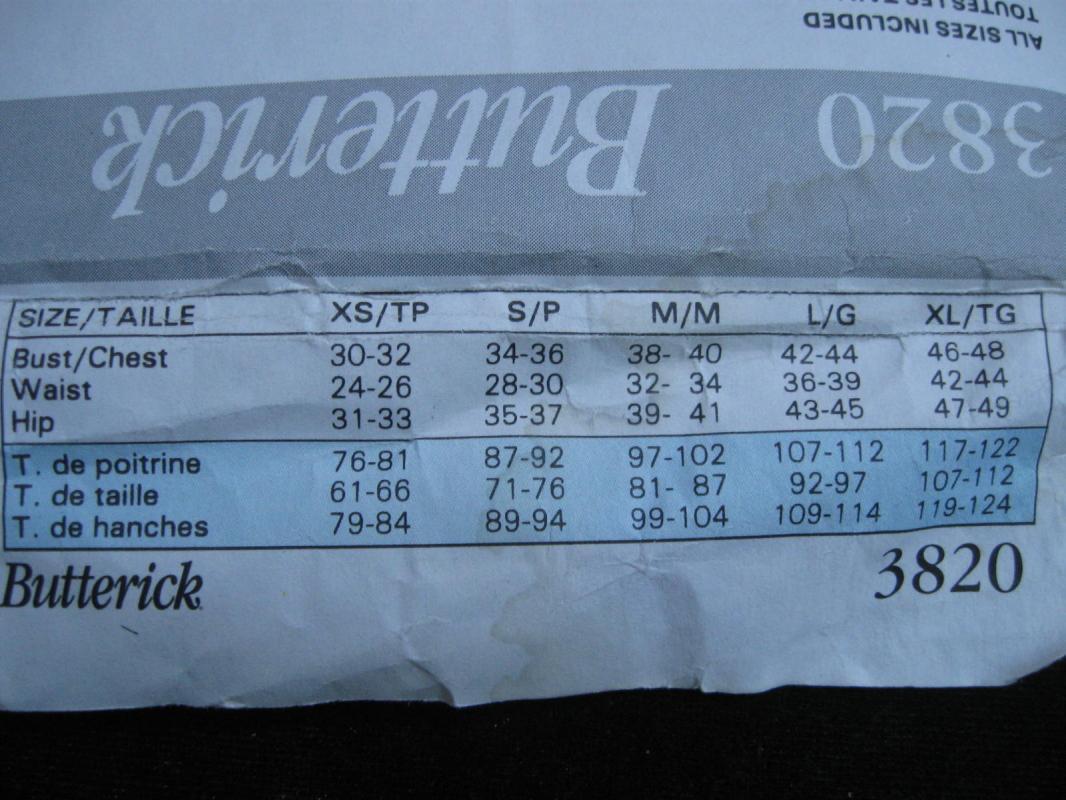 ALL SIZES INCLUDED
Butterick 3820
SIZE/TAILLE XS/TP S/P M/M L/G XL/TG
Bust/Chest 30-32 34-36 38- 40 42-44 46-48
Waist 24-26 28-30 32- 34 36-39 42-44
Hip 31-33 35-37 39- 41 43-45 47-49
T. de poitrine 76-81 87-92 97-102 107-112 117-122
T. de taille 61-66 71-76 81- 87 92-97 107-112
T. de hanches 79-84 89-94 99-104 109-114 119-124
Butterick 3820